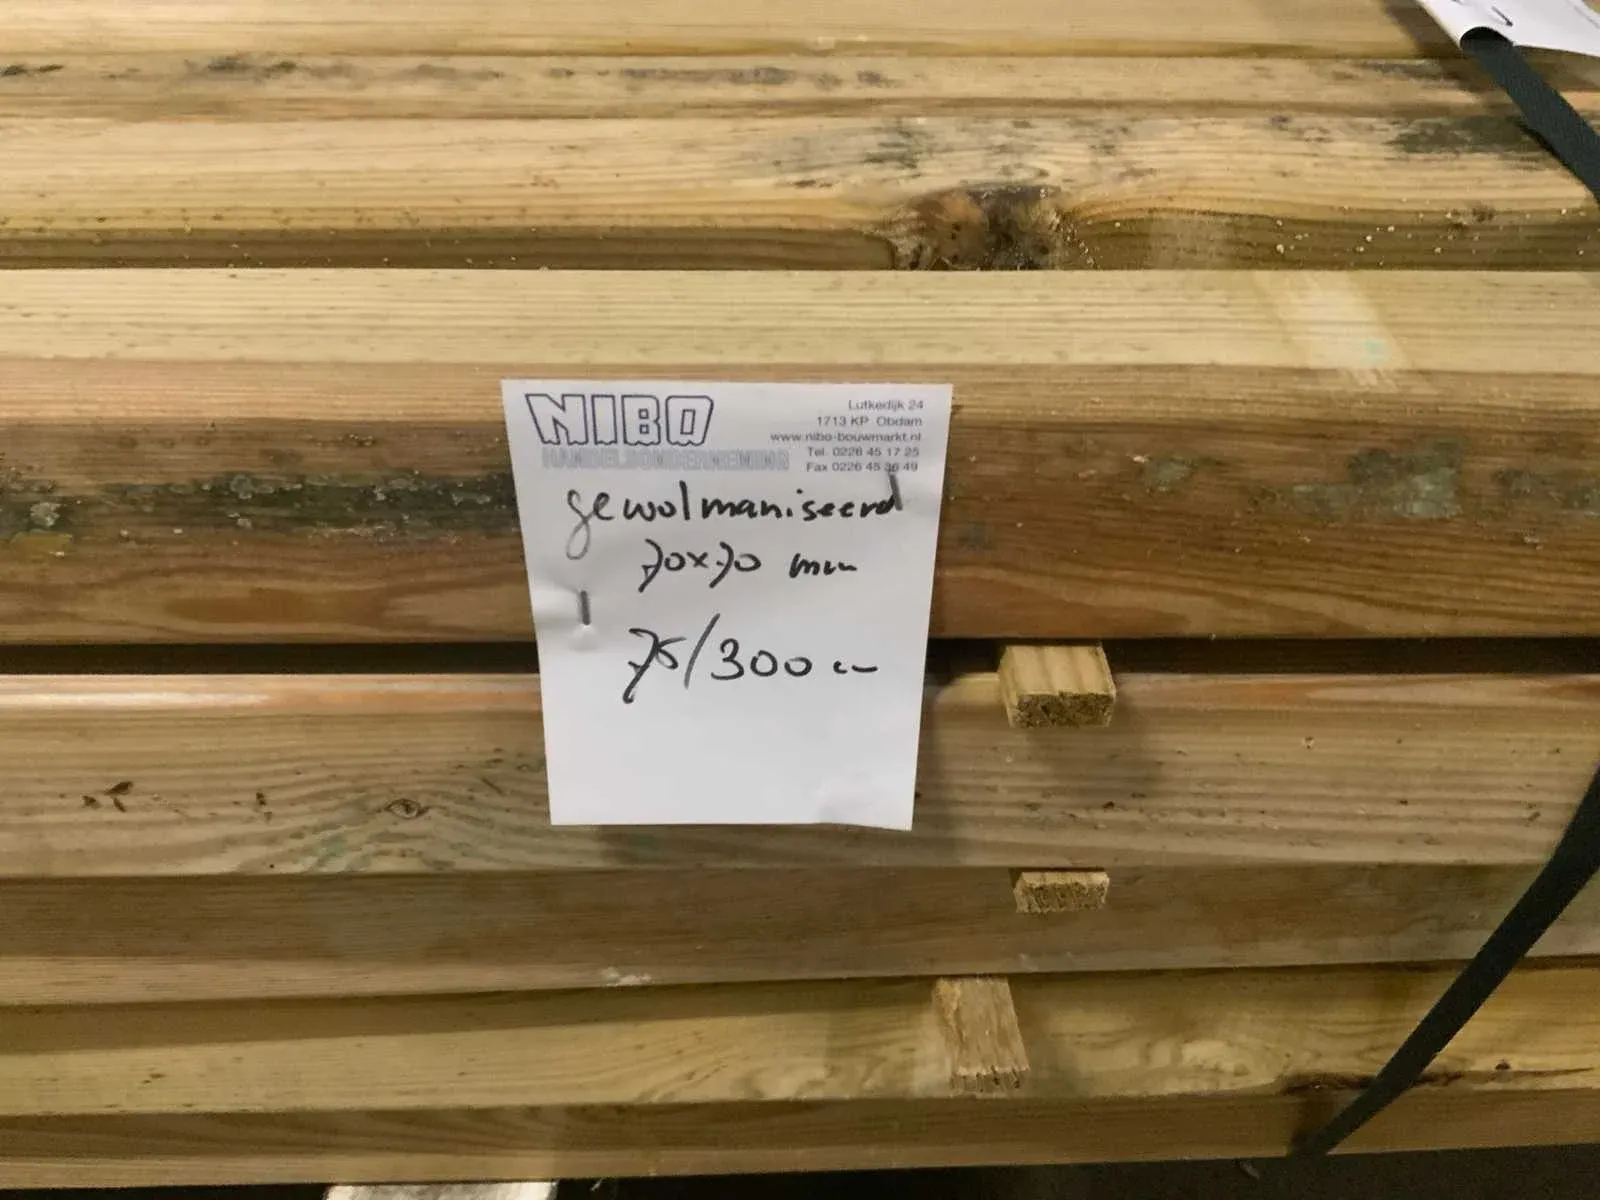 NIBO
HANDELSONDERNEMING
Lutkedijk 24
1713 KP Obdam
www.nibo-bouwmarkt.nl
Tel. 0226 45 17 25
Fax 0226 45 36 49
gewolmaniseerd
70x70 mm
75/300 cm